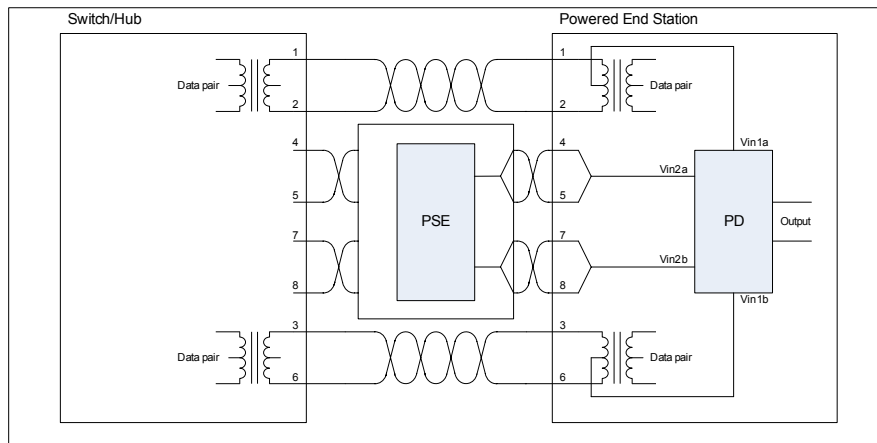 Switch/Hub
Powered End Station
1
1
Data pair
Data pair
2
2
Vin1a
4
4
Vin2a
5
5
PSE
PD
Output
7
7
Vin2b
8
8
Vin1b
3
3
Data pair
Data pair
6
6